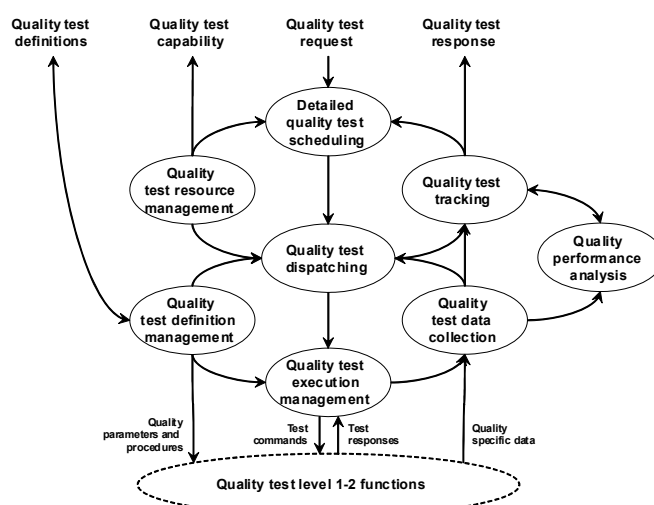 Quality test
definitions
Quality test
capability
Quality test
request
Quality test
response
Detailed
quality test
scheduling
Quality
test resource
management
Quality test
tracking
Quality test
dispatching
Quality
performance
analysis
Quality
test definition
management
Quality
test data
collection
Quality test
execution
management
Quality
parameters and
procedures
Test
commands
Test
responses
Quality
specific data
Quality test level 1-2 functions